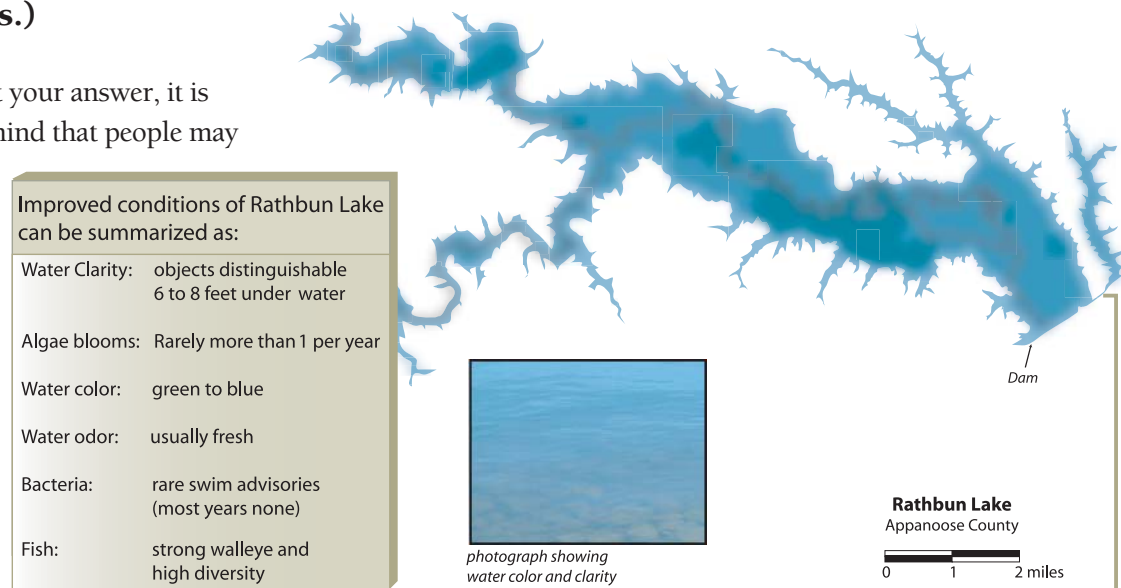 s.)
t your answer, it is
mind that people may
Improved conditions of Rathbun Lake
can be summarized as:
Water Clarity: objects distinguishable
6 to 8 feet under water
Algae blooms: Rarely more than 1 per year
Water color: green to blue
Water odor: usually fresh
Bacteria: rare swim advisories
(most years none)
Fish: strong walleye and
high diversity
Dam
photograph showing
water color and clarity
Rathbun Lake
Appanoose County
0 1 2 miles